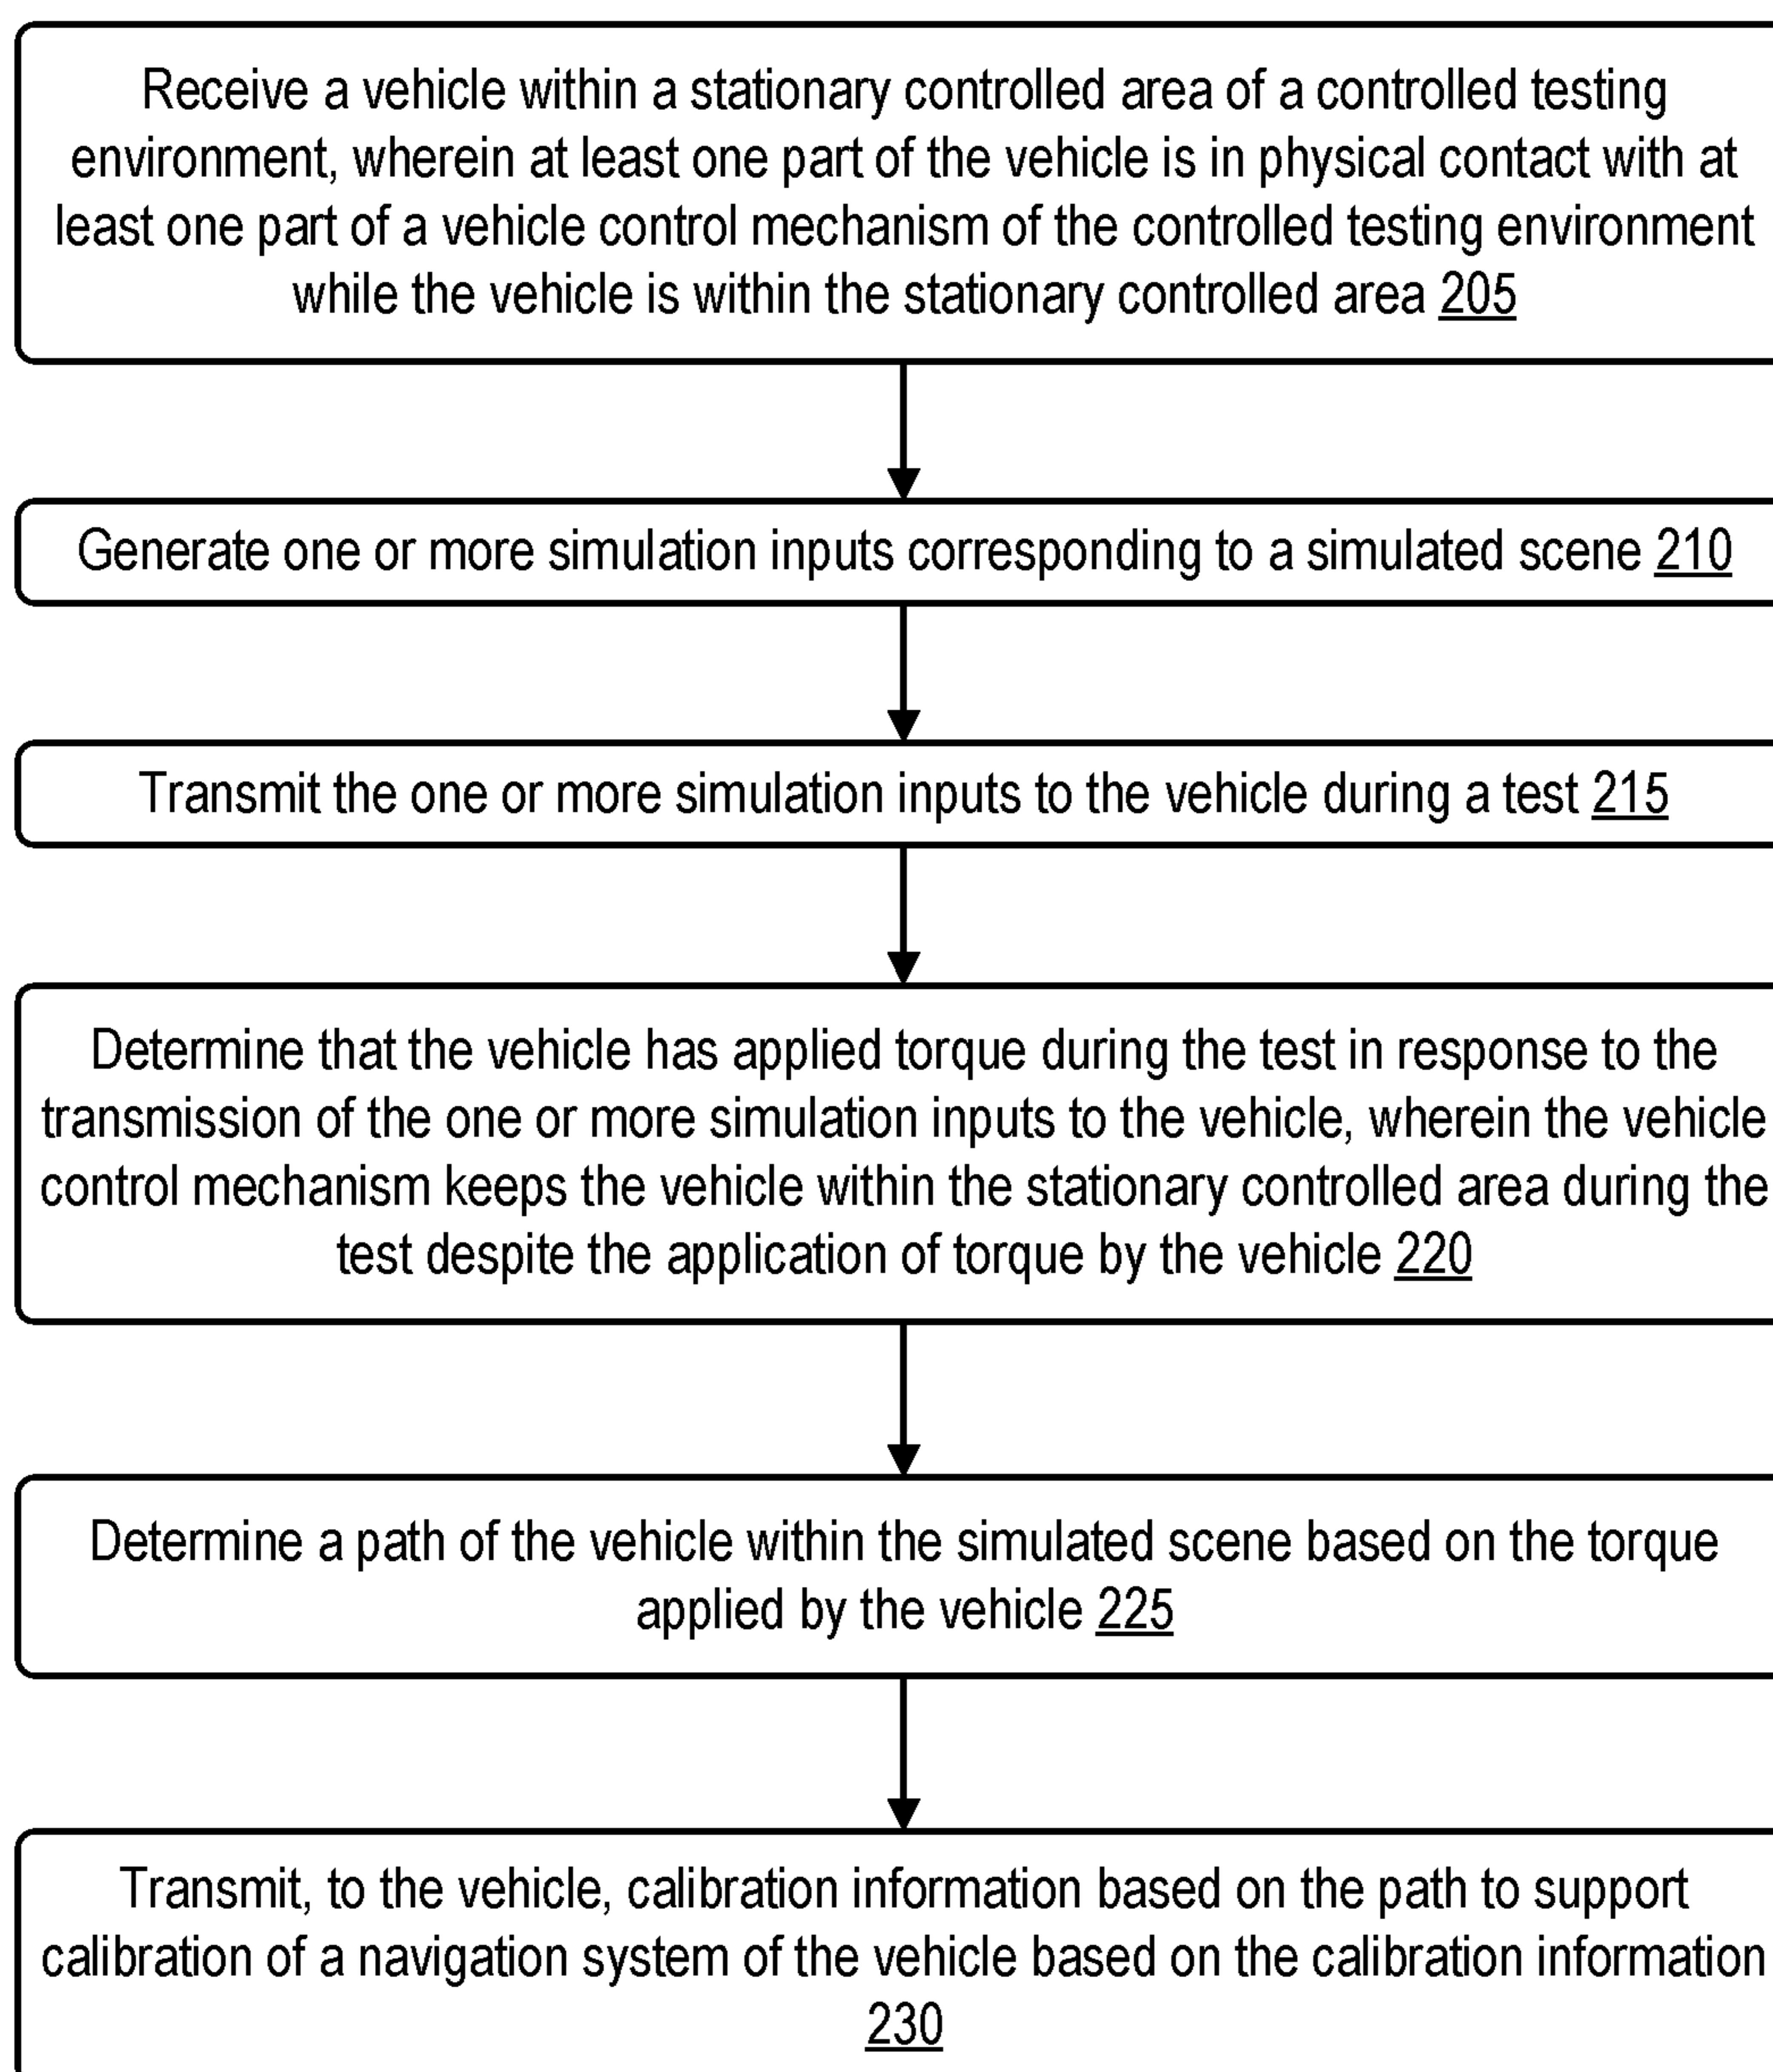 Receive a vehicle within a stationary controlled area of a controlled testing
environment, wherein at least one part of the vehicle is in physical contact with at
least one part of a vehicle control mechanism of the controlled testing environment
while the vehicle is within the stationary controlled area 205
Generate one or more simulation inputs corresponding to a simulated scene 210
Transmit the one or more simulation inputs to the vehicle during a test 215
Determine that the vehicle has applied torque during the test in response to the
transmission of the one or more simulation inputs to the vehicle, wherein the vehicle
control mechanism keeps the vehicle within the stationary controlled area during the
test despite the application of torque by the vehicle 220
Determine a path of the vehicle within the simulated scene based on the torque
applied by the vehicle 225
Transmit, to the vehicle, calibration information based on the path to support
calibration of a navigation system of the vehicle based on the calibration information
230